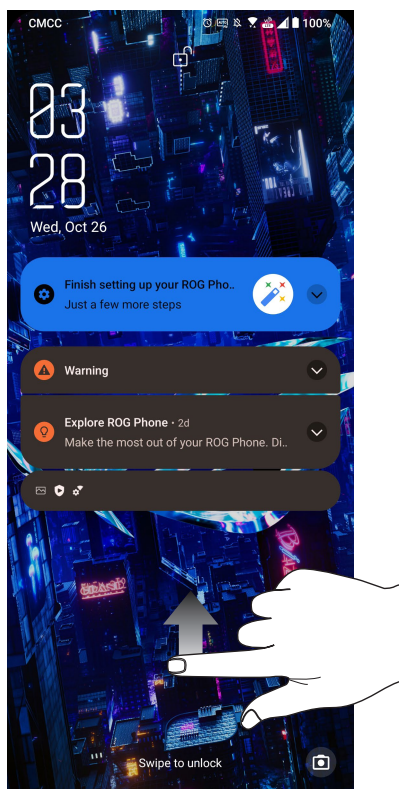 CMCC 100%
03
28
Wed, Oct 26
Finish setting up your ROG Pho..
Just a few more steps
Warning
Explore ROG Phone • 2d
Make the most out of your ROG Phone. Di..
Swipe to unlock